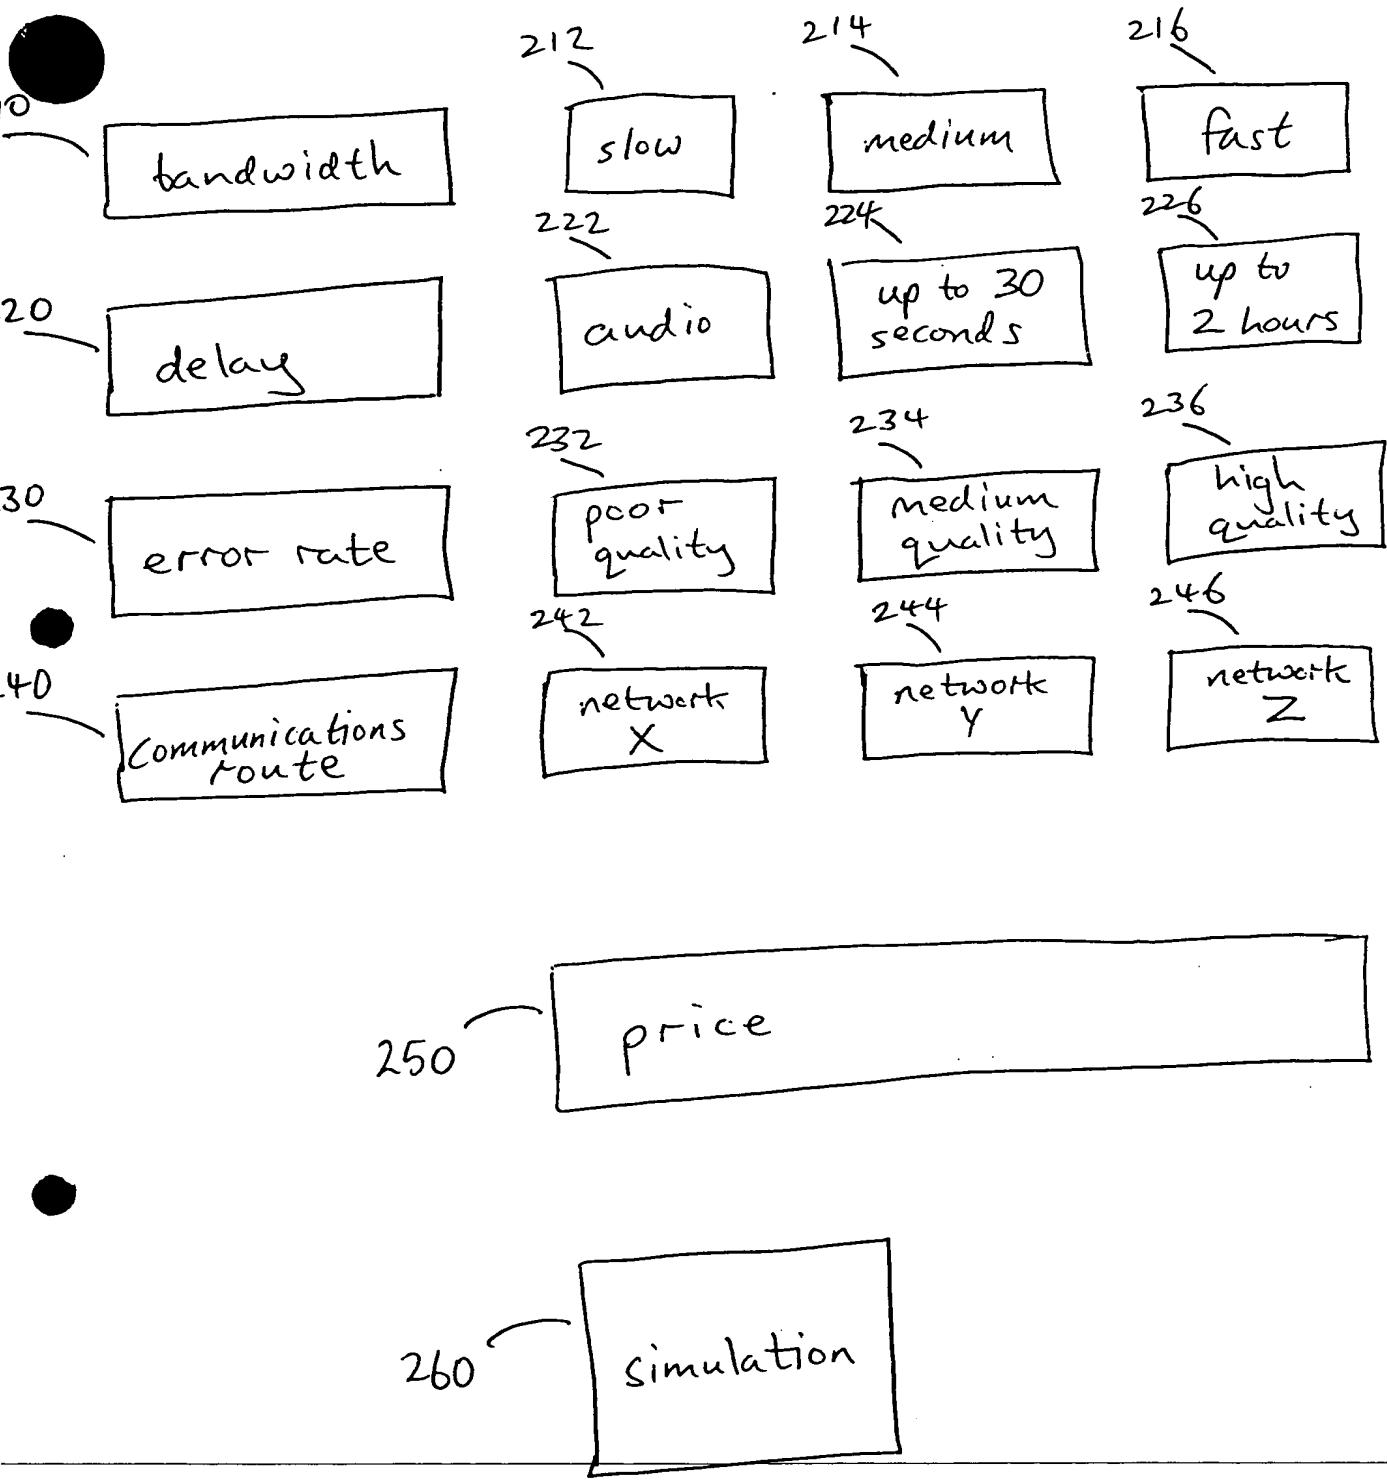 212 214 216
10
bandwidth slow medium fast
222 224 226
20
delay audio up to 30 seconds up to 2 hours
232 234 236
30
error rate poor quality medium quality high quality
242 244 246
40
communications route network X network Y network Z
250
price
260
simulation